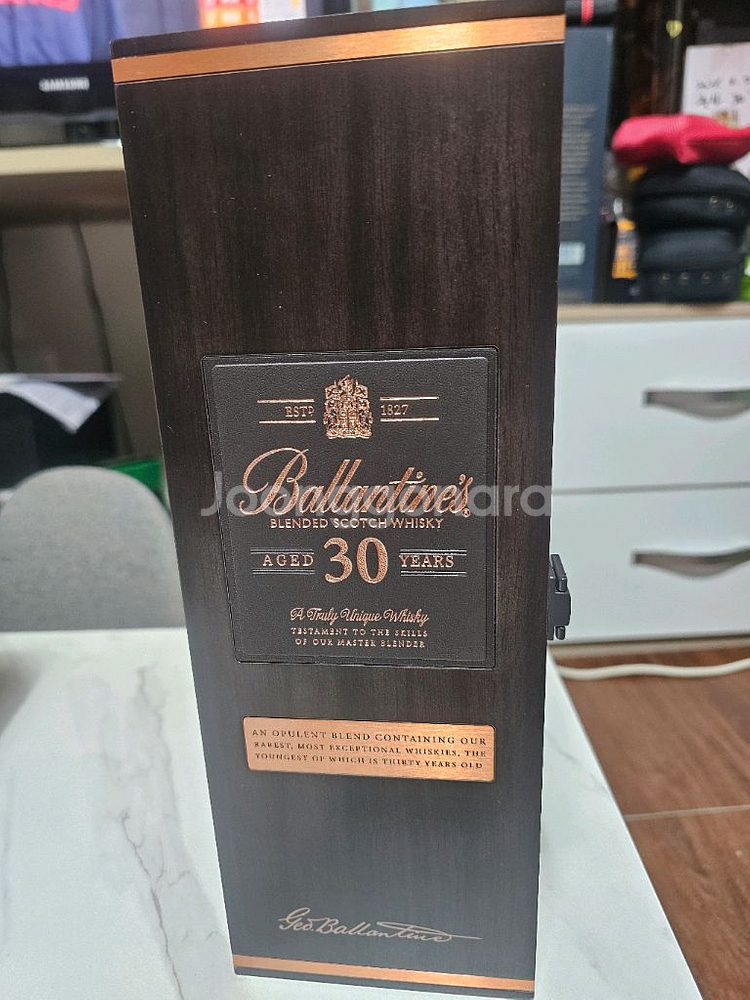 SAMSUNG
ESTD 1827
Ballantine's
Joonggonara
BLENDED SCOTCH WHISKY
AGED 30 YEARS
A Truly Unique Whisky
TESTAMENT TO THE SKILLS
OF OUR MASTER BLENDER
AN OPULENT BLEND CONTAINING OUR
RAREST, MOST EXCEPTIONAL WHISKIES, THE
YOUNGEST OF WHICH IS THIRTY YEARS OLD
Geo. Ballantine